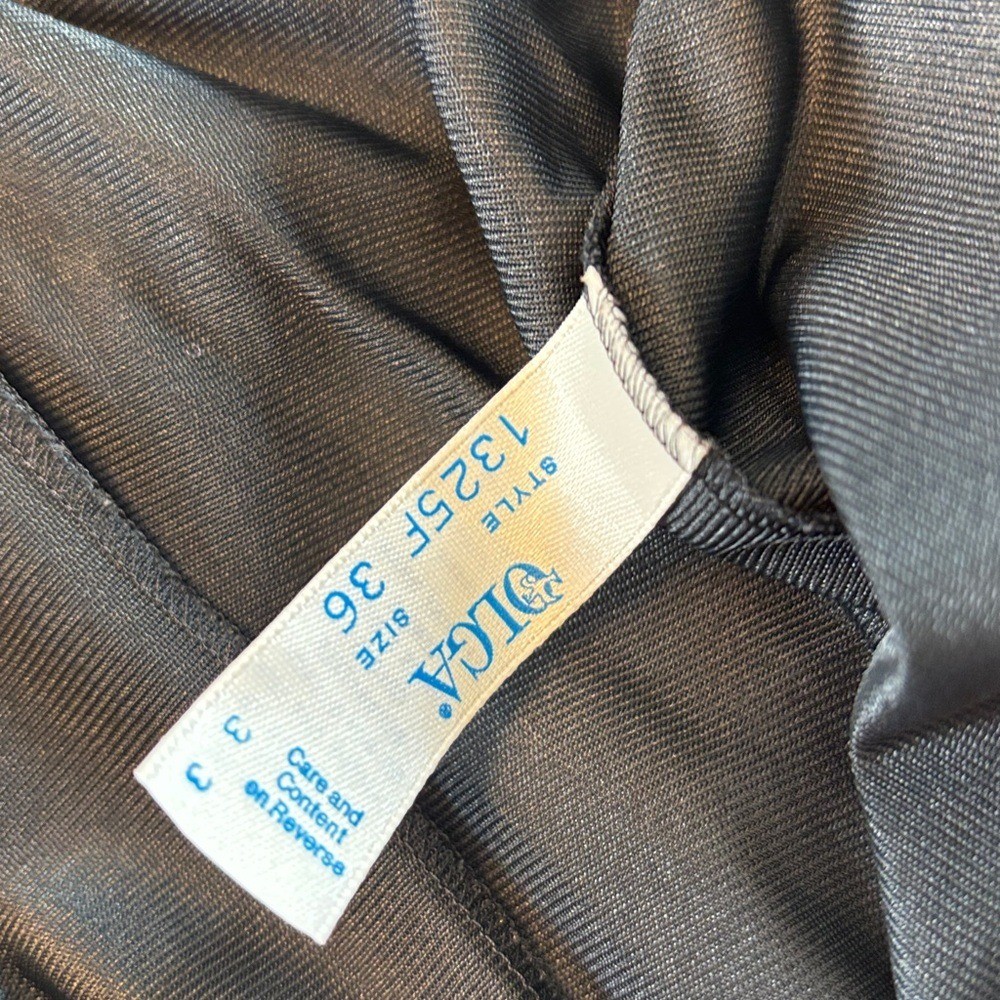 OLGA®
STYLE SIZE
1325F 36
Care and
Content
on Reverse
3
3